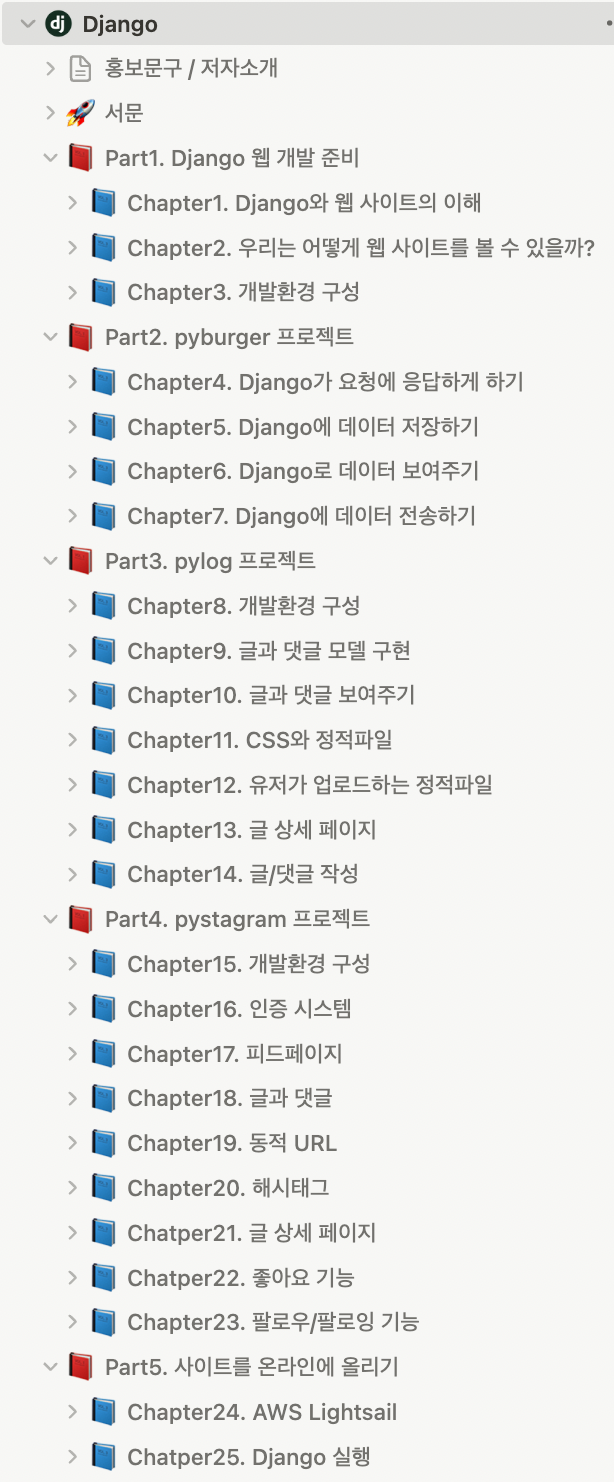 dj Django
홍보문구 / 저자소개
서문
Part1. Django 웹 개발 준비
Chapter1. Django와 웹 사이트의 이해
Chapter2. 우리는 어떻게 웹 사이트를 볼 수 있을까?
Chapter3. 개발환경 구성
Part2. pyburger 프로젝트
Chapter4. Django가 요청에 응답하게 하기
Chapter5. Django에 데이터 저장하기
Chapter6. Django로 데이터 보여주기
Chapter7. Django에 데이터 전송하기
Part3. pylog 프로젝트
Chapter8. 개발환경 구성
Chapter9. 글과 댓글 모델 구현
Chapter10. 글과 댓글 보여주기
Chapter11. CSS와 정적파일
Chapter12. 유저가 업로드하는 정적파일
Chapter13. 글 상세 페이지
Chapter14. 글/댓글 작성
Part4. pystagram 프로젝트
Chapter15. 개발환경 구성
Chapter16. 인증 시스템
Chapter17. 피드페이지
Chapter18. 글과 댓글
Chapter19. 동적 URL
Chapter20. 해시태그
Chatper21. 글 상세 페이지
Chatper22. 좋아요 기능
Chapter23. 팔로우/팔로잉 기능
Part5. 사이트를 온라인에 올리기
Chapter24. AWS Lightsail
Chatper25. Django 실행